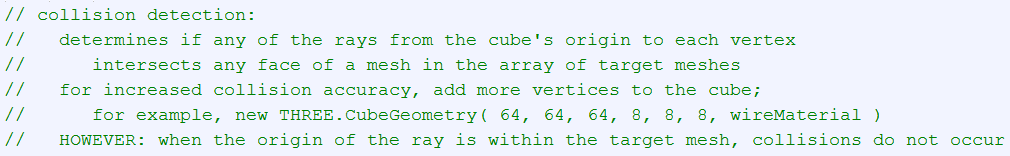 // collision detection:
//   determines if any of the rays from the cube's origin to each vertex
//      intersects any face of a mesh in the array of target meshes
//   for increased collision accuracy, add more vertices to the cube;
//      for example, new THREE.CubeGeometry( 64, 64, 64, 8, 8, 8, wireMaterial )
//   HOWEVER: when the origin of the ray is within the target mesh, collisions do not occur